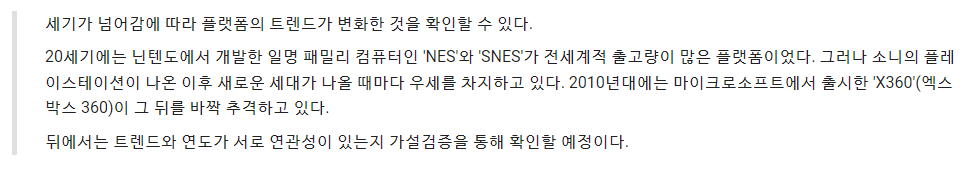 세기가 넘어감에 따라 플랫폼의 트렌드가 변화한 것을 확인할 수 있다.
20세기에는 닌텐도에서 개발한 일명 패밀리 컴퓨터인 'NES'와 'SNES'가 전세계적 출고량이 많은 플랫폼이었다. 그러나 소니의 플레
이스테이션이 나온 이후 새로운 세대가 나올 때마다 우세를 차지하고 있다. 2010년대에는 마이크로소프트에서 출시한 'X360'(엑스
박스 360)이 그 뒤를 바짝 추격하고 있다.
뒤에서는 트렌드와 연도가 서로 연관성이 있는지 가설검증을 통해 확인할 예정이다.